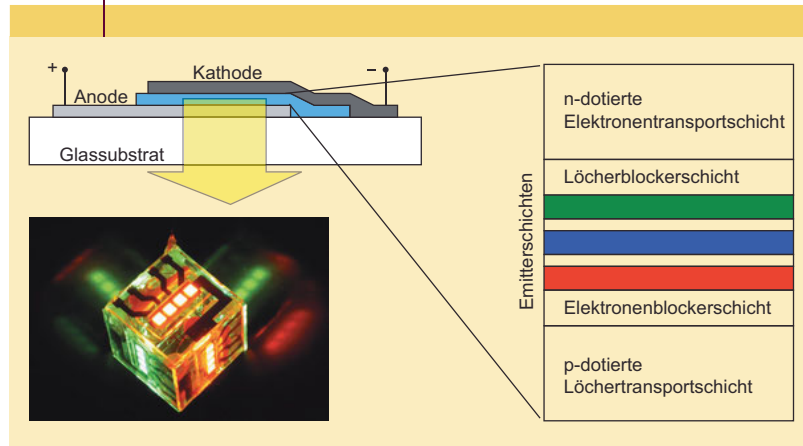 +
Kathode
–
Anode
Glassubstrat
Emitterschichten
n-dotierte
Elektronentransportschicht
Löcherblockerschicht
Elektronenblockerschicht
p-dotierte
Löchertransportschicht